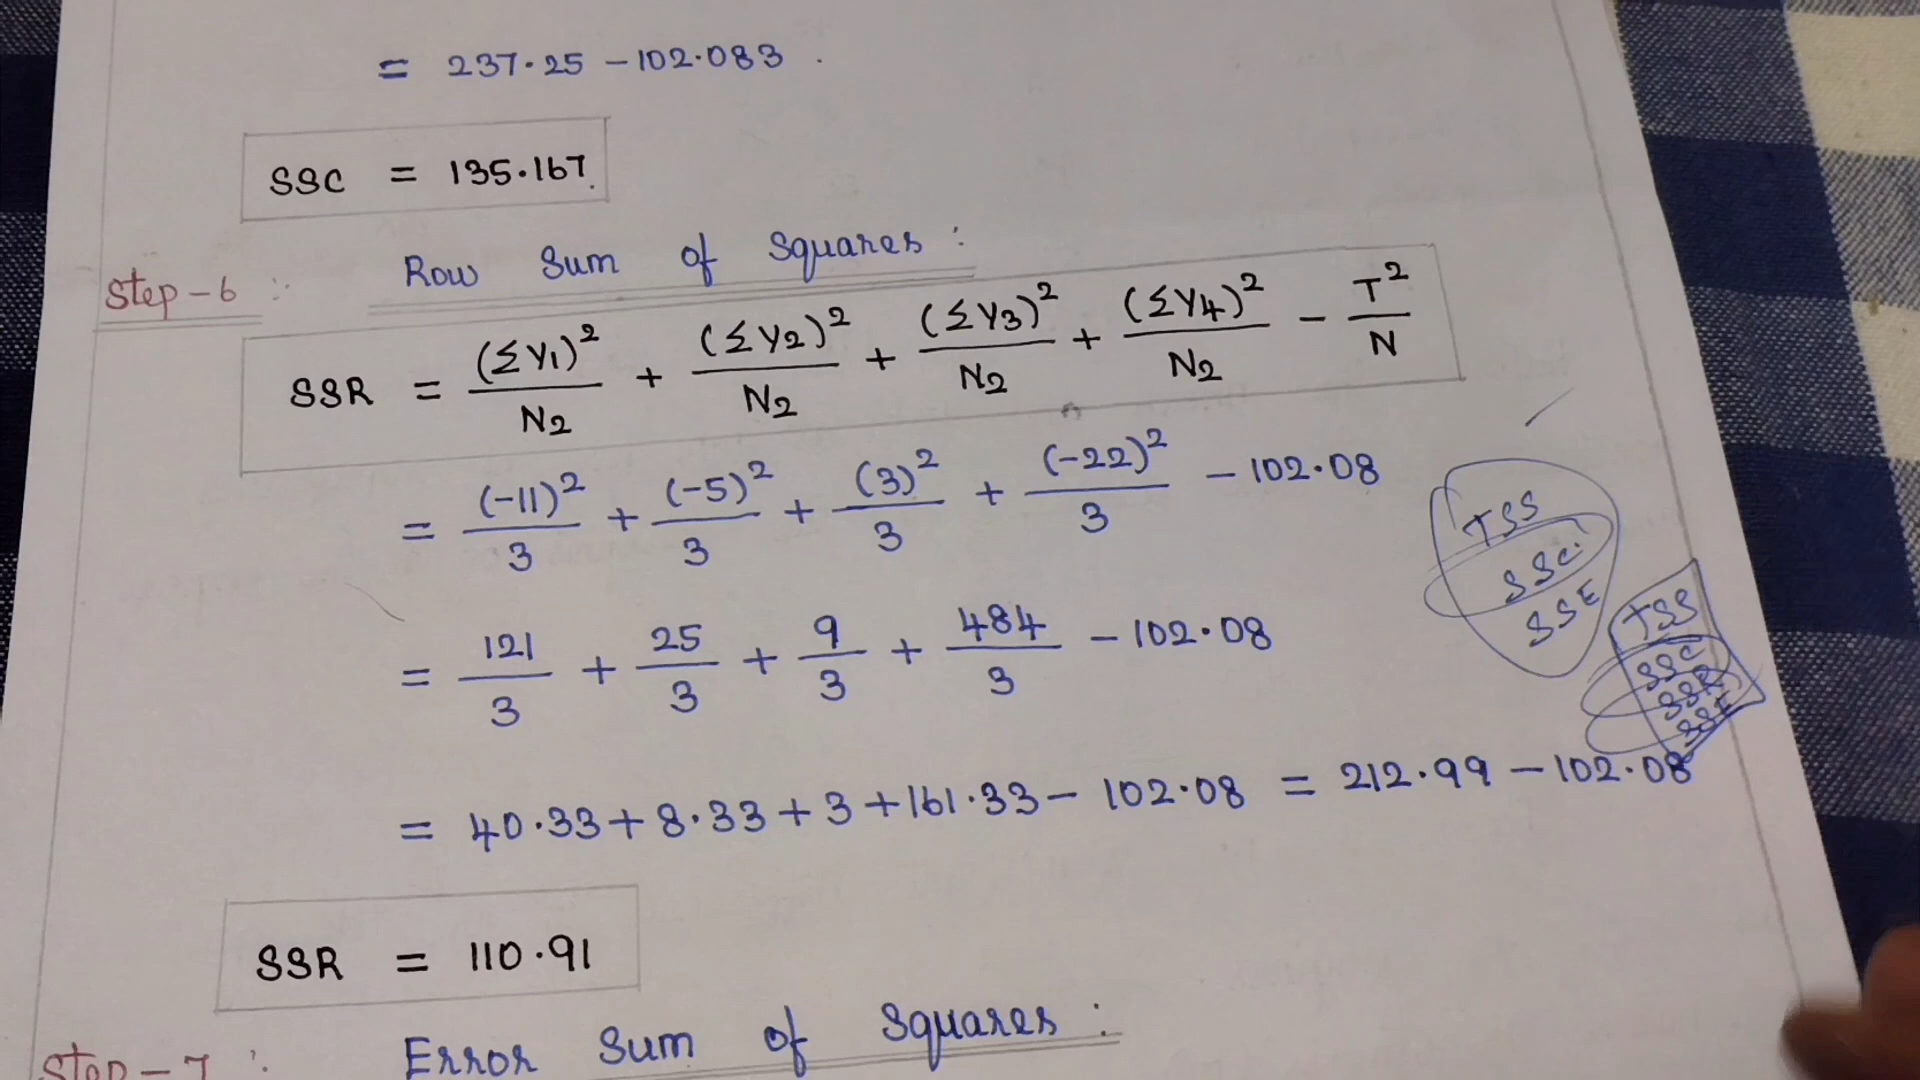 = 237.25 - 102.083 .
SSC = 135.167.
Step-6 : Row Sum of Squares :
SSR = (ΣY1)²/N2 + (ΣY2)²/N2 + (ΣY3)²/N2 + (ΣY4)²/N2 - T²/N
= (-11)²/3 + (-5)²/3 + (3)²/3 + (-22)²/3 - 102.08
= 121/3 + 25/3 + 9/3 + 484/3 - 102.08
= 40.33 + 8.33 + 3 + 161.33 - 102.08 = 212.99 - 102.08
SSR = 110.91
Step-7 : Error Sum of Squares :
TSS
SSC.
SSE
TSS
SSC
SSR
SSE